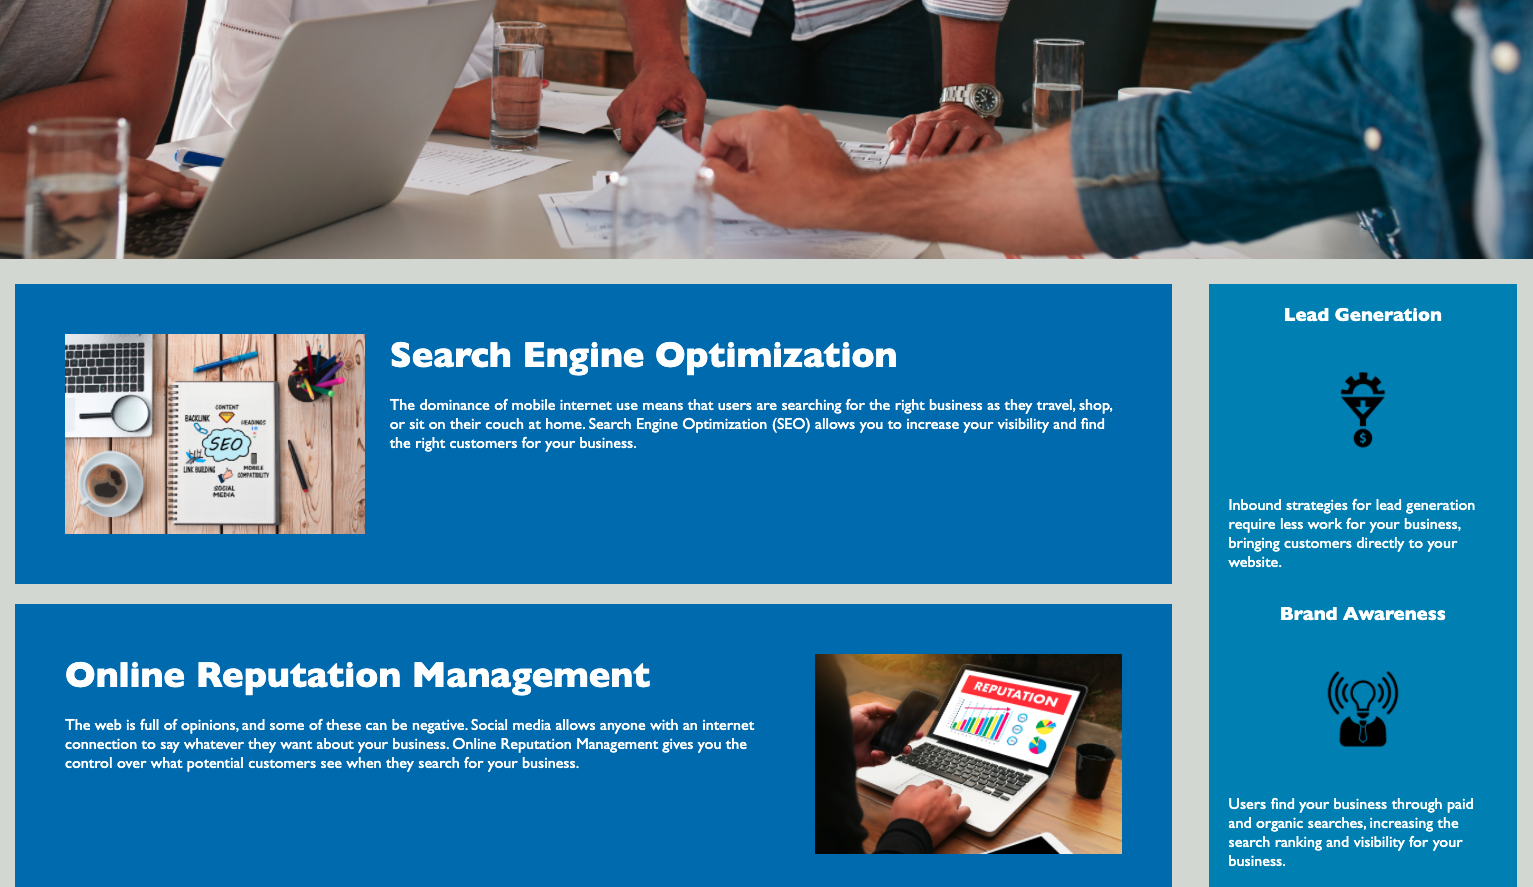 Search Engine Optimization
The dominance of mobile internet use means that users are searching for the right business as they travel, shop,
or sit on their couch at home. Search Engine Optimization (SEO) allows you to increase your visibility and find
the right customers for your business.
CONTENT
BACKLINK
HEADINGS
SEO
LINK BUILDING
MOBILE
COMPATIBILITY
SOCIAL
MEDIA
Online Reputation Management
The web is full of opinions, and some of these can be negative. Social media allows anyone with an internet
connection to say whatever they want about your business. Online Reputation Management gives you the
control over what potential customers see when they search for your business.
REPUTATION
Lead Generation
$
Inbound strategies for lead generation
require less work for your business,
bringing customers directly to your
website.
Brand Awareness
Users find your business through paid
and organic searches, increasing the
search ranking and visibility for your
business.